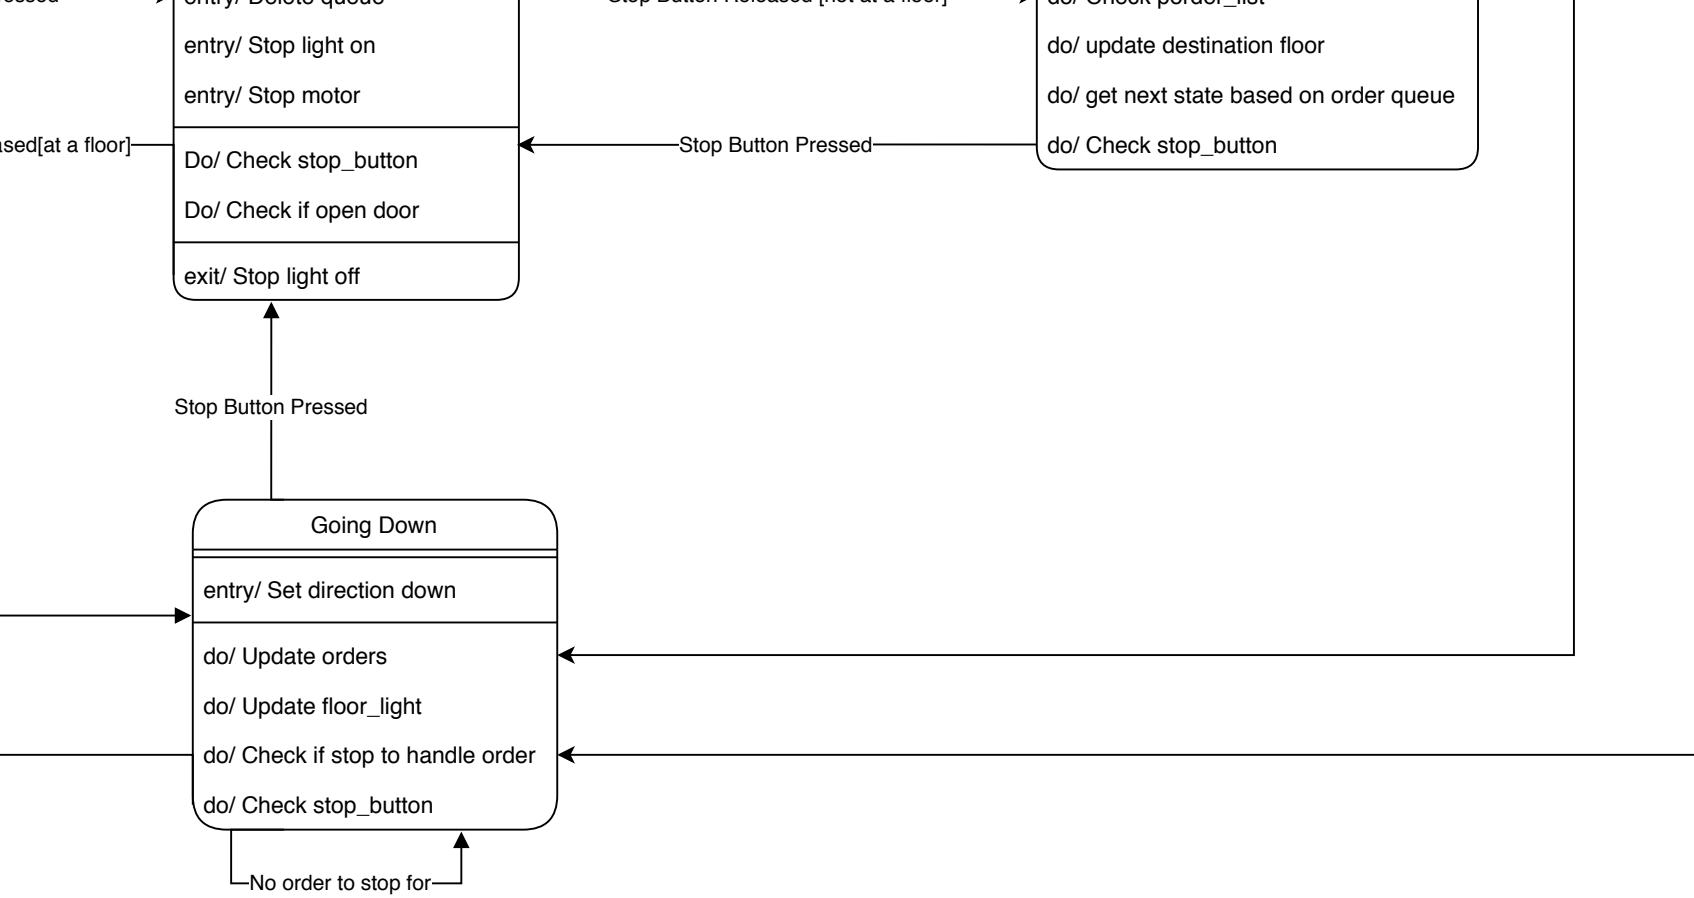 entry/ Delete queue
entry/ Stop light on
entry/ Stop motor
Do/ Check stop_button
Do/ Check if open door
exit/ Stop light off
[at a floor]
Stop Button Released [not at a floor]
Stop Button Pressed
do/ Check
do/ update destination floor
do/ get next state based on order queue
do/ Check stop_button
Stop Button Pressed
Going Down
entry/ Set direction down
do/ Update orders
do/ Update floor_light
do/ Check if stop to handle order
do/ Check stop_button
No order to stop for